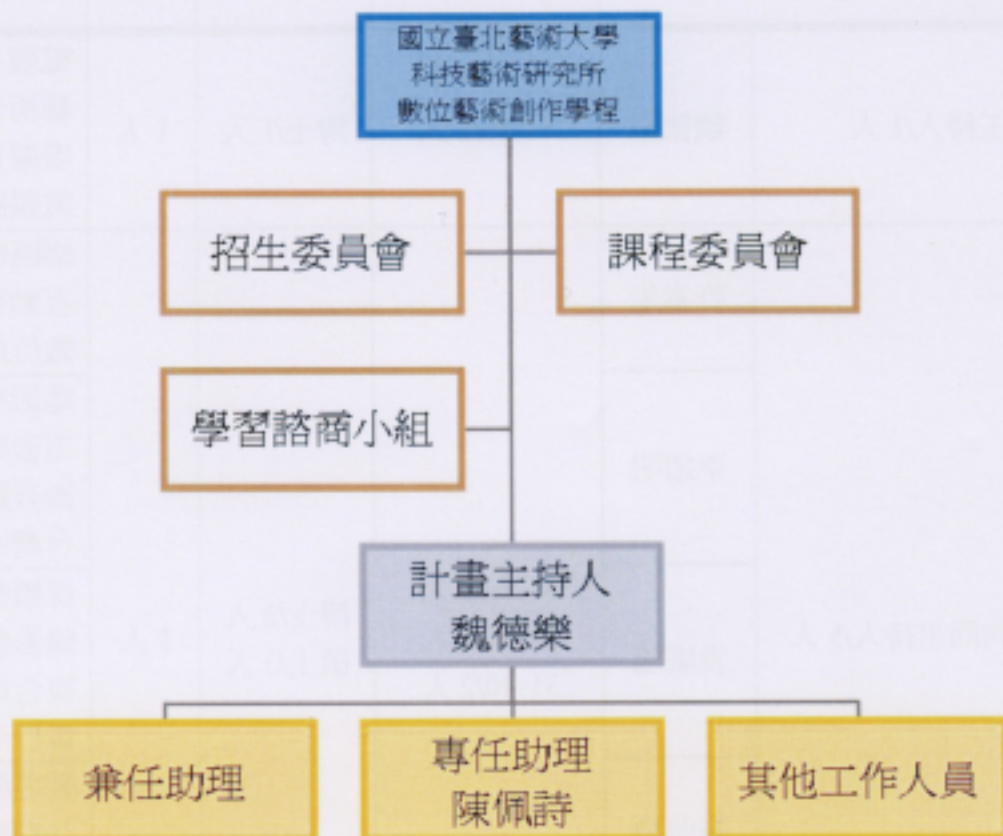 國立臺北藝術大學
科技藝術研究所
數位藝術創作學程
招生委員會
課程委員會
學習諮商小組
計畫主持人
魏德樂
兼任助理
專任助理
陳佩詩
其他工作人員